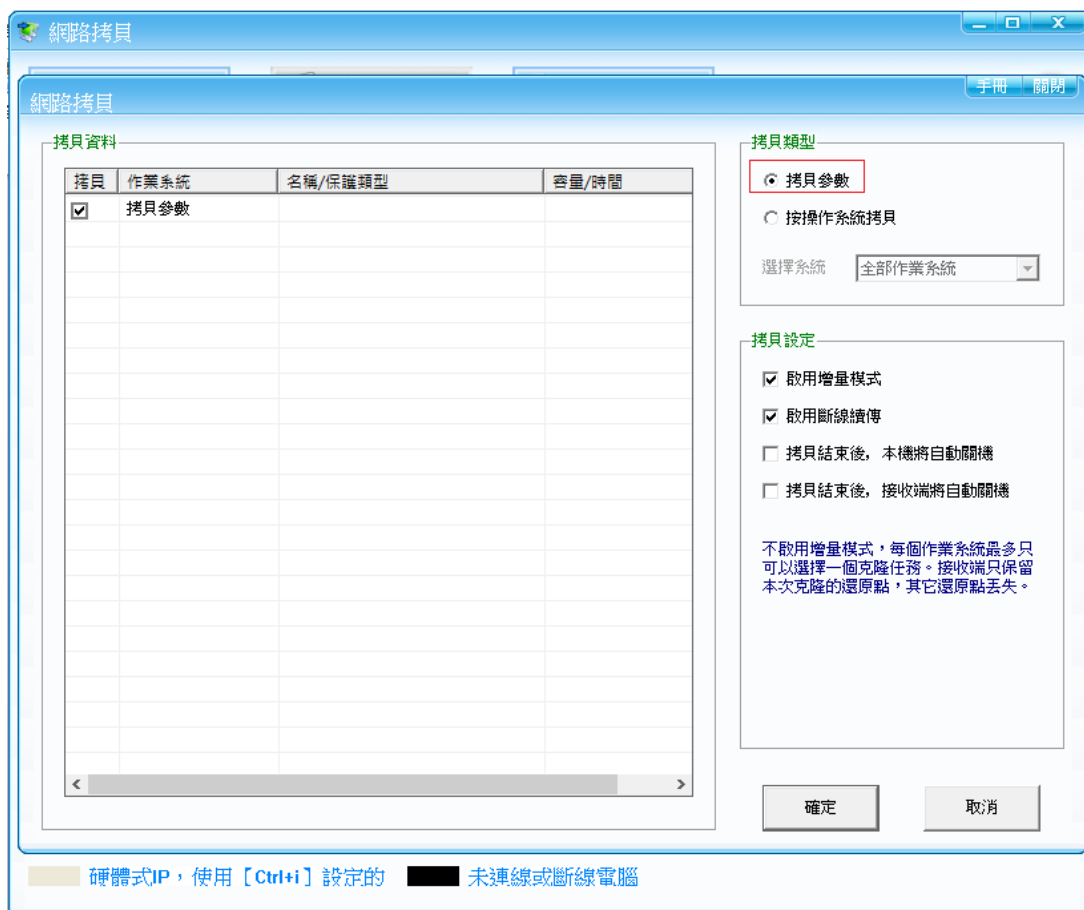 網路拷貝
網路拷貝
手冊 關閉
拷貝資料
拷貝 作業系統 名稱/保護類型 容量/時間
拷貝參數
拷貝類型
拷貝參數
按操作系統拷貝
選擇系統 全部作業系統
拷貝設定
啟用增量模式
啟用斷線續傳
拷貝結束後, 本機將自動關機
拷貝結束後, 接收端將自動關機
不啟用增量模式，每個作業系統最多只
可以選擇一個克隆任務。接收端只保留
本次克隆的還原點，其它還原點丟失。
確定 取消
硬體式IP，使用［Ctrl+i］設定的 未連線或斷線電腦